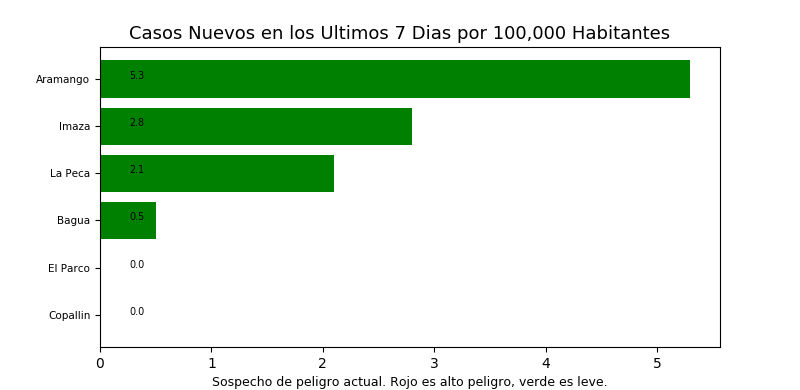 Casos Nuevos en los Ultimos 7 Dias por 100,000 Habitantes
Aramango 5.3
Imaza 2.8
La Peca 2.1
Bagua 0.5
El Parco 0.0
Copallin 0.0
0 1 2 3 4 5
Sospecho de peligro actual. Rojo es alto peligro, verde es leve.